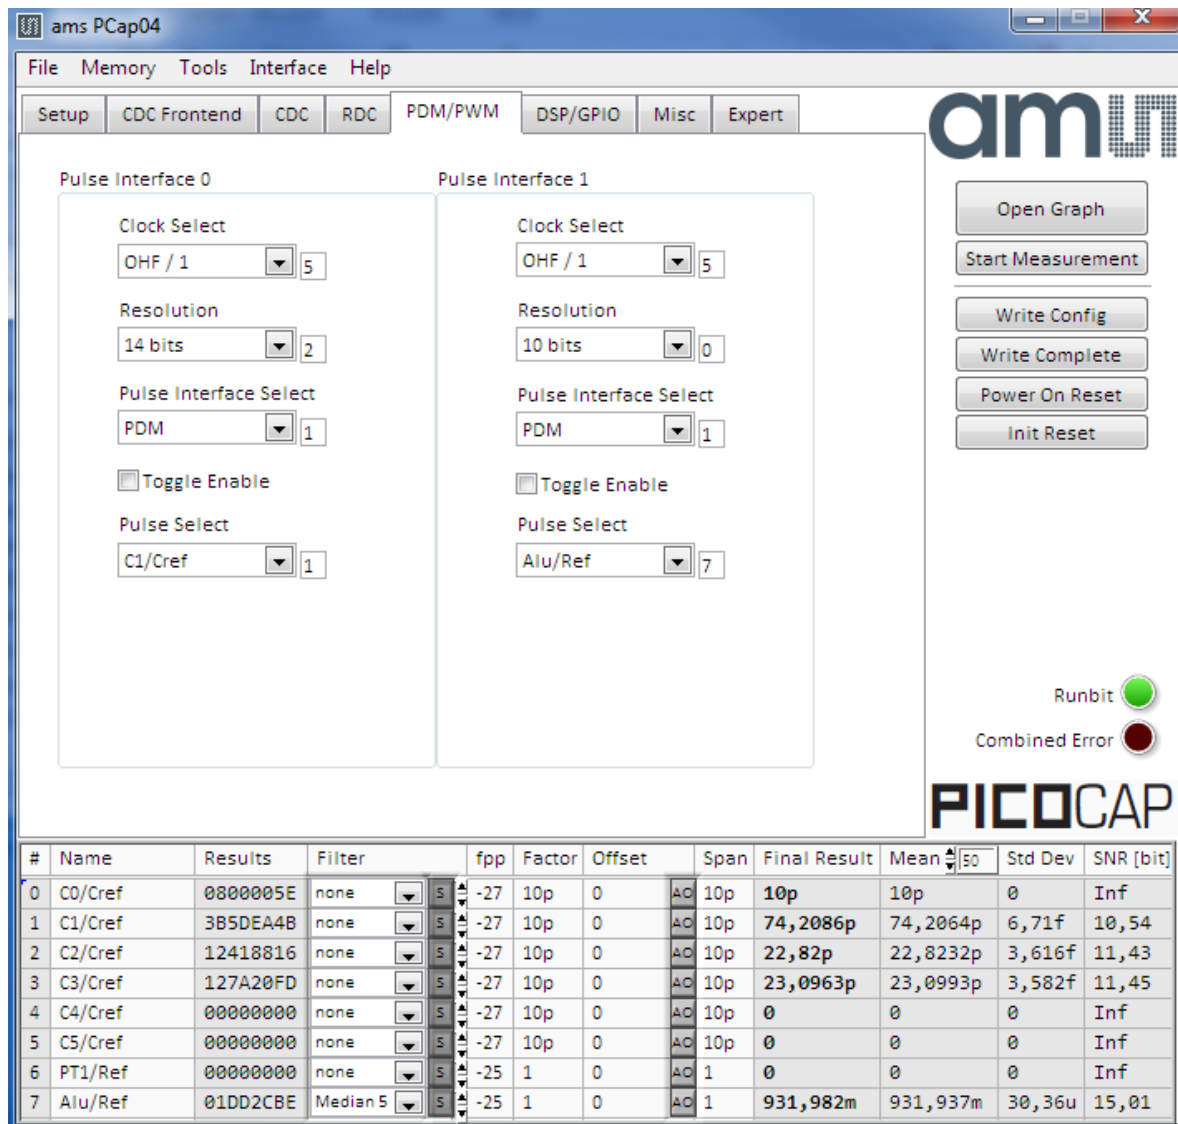 ams PCap04
File Memory Tools Interface Help
Setup CDC Frontend CDC RDC PDM/PWM DSP/GPIO Misc Expert
am
Pulse Interface 0 Pulse Interface 1
Open Graph
Clock Select Clock Select
OHF / 1 5 OHF / 1 5
Start Measurement
Resolution Resolution
Write Config
14 bits 2 10 bits 0
Write Complete
Pulse Interface Select Pulse Interface Select
Power On Reset
PDM 1 PDM 1
Init Reset
Toggle Enable Toggle Enable
Pulse Select Pulse Select
C1/Cref 1 Alu/Ref 7
Runbit
Combined Error
PICOCAP
# Name Results Filter fpp Factor Offset Span Final Result Mean 50 Std Dev SNR [bit]
0 C0/Cref 0800005E none S -27 10p 0 AO 10p 10p 10p 0 Inf
1 C1/Cref 3B5DEA4B none S -27 10p 0 AO 10p 74,2086p 74,2064p 6,71f 10,54
2 C2/Cref 12418816 none S -27 10p 0 AO 10p 22,82p 22,8232p 3,616f 11,43
3 C3/Cref 127A20FD none S -27 10p 0 AO 10p 23,0963p 23,0993p 3,582f 11,45
4 C4/Cref 00000000 none S -27 10p 0 AO 10p 0 0 0 Inf
5 C5/Cref 00000000 none S -27 10p 0 AO 10p 0 0 0 Inf
6 PT1/Ref 00000000 none S -25 1 0 AO 1 0 0 0 Inf
7 Alu/Ref 01DD2CBE Median 5 S -25 1 0 AO 1 931,982m 931,937m 30,36u 15,01